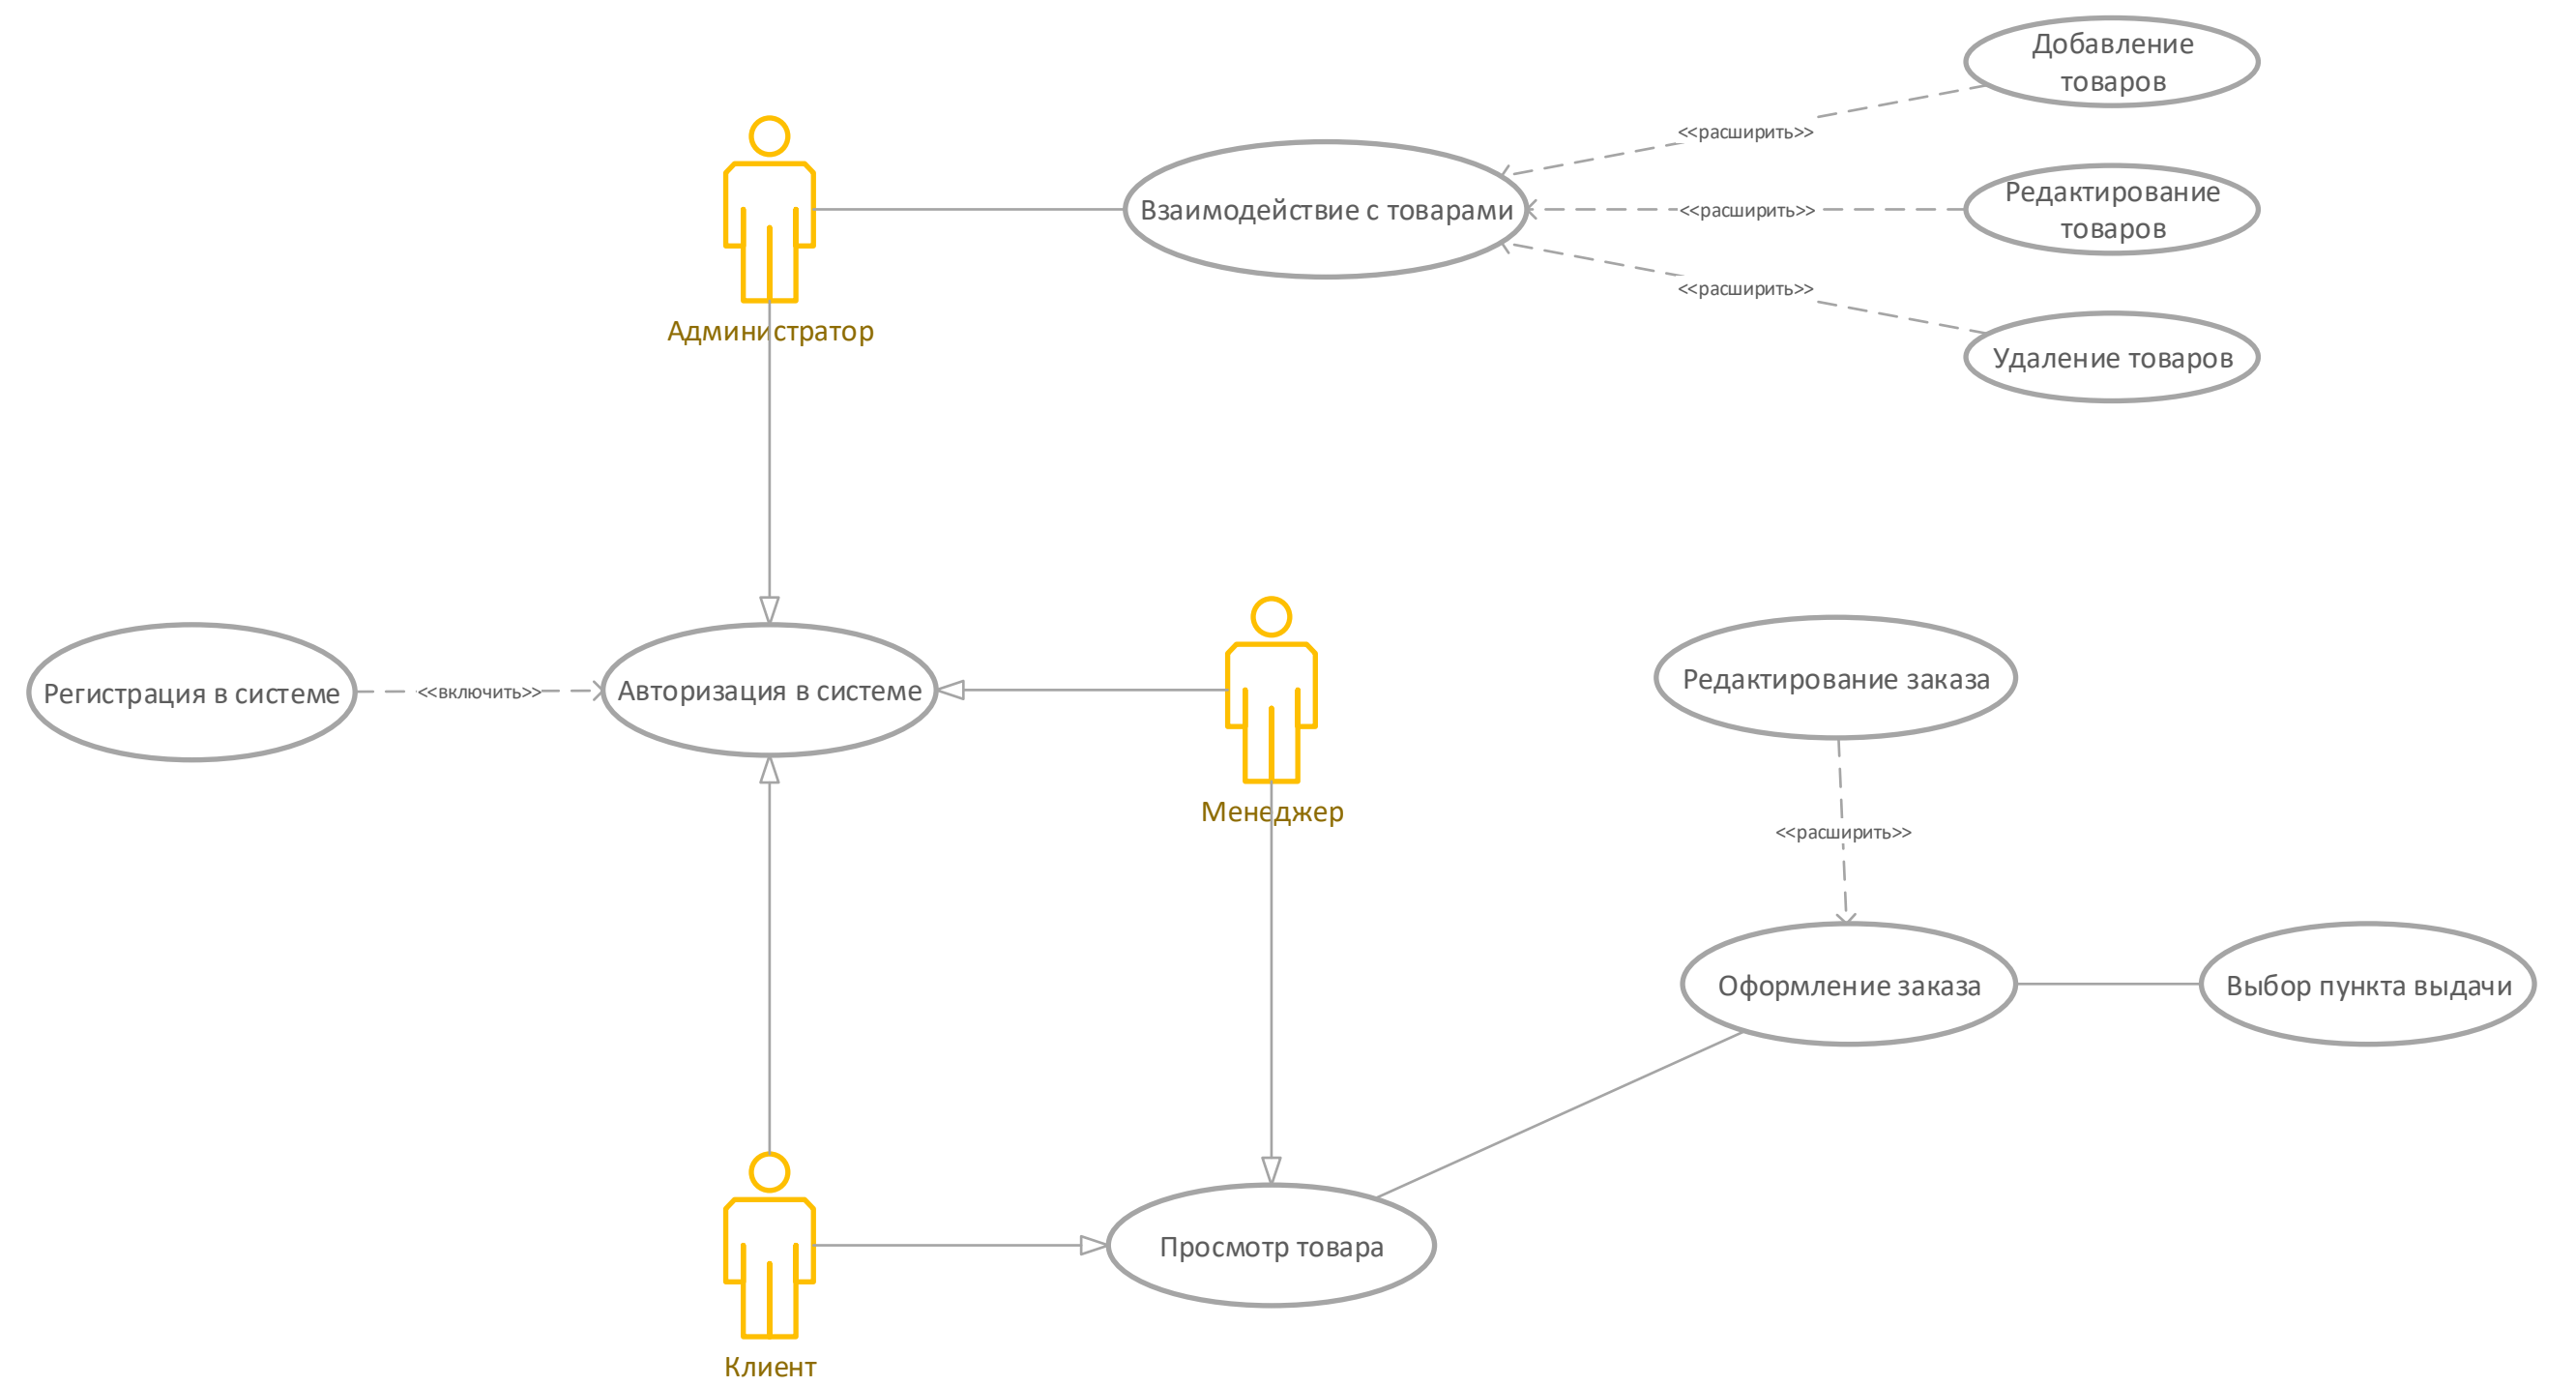 Добавление
товаров
<<расширить>>
Взаимодействие с товарами
<<расширить>>
Редактирование
товаров
<<расширить>>
Администратор
Удаление товаров
Регистрация в системе
<<включить>>
Авторизация в системе
Редактирование заказа
Менеджер
<<расширить>>
Оформление заказа
Выбор пункта выдачи
Просмотр товара
Клиент